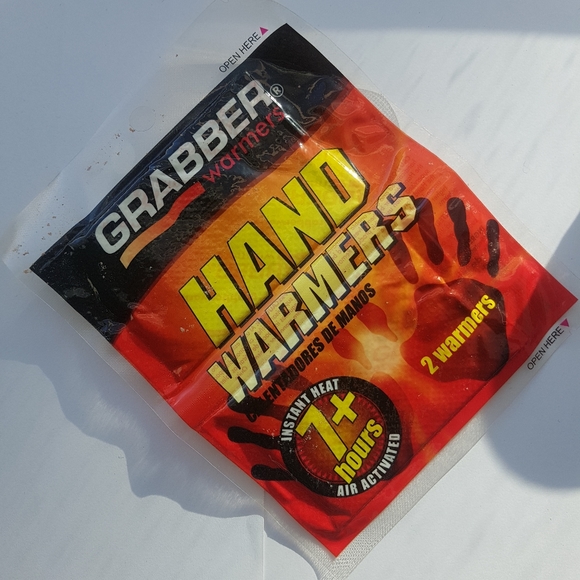 OPEN HERE
GRABBER®
warmers
HAND
WARMERS
CALENTADORES DE MANOS
2 warmers
INSTANT HEAT
7+
hours
AIR ACTIVATED
OPEN HERE